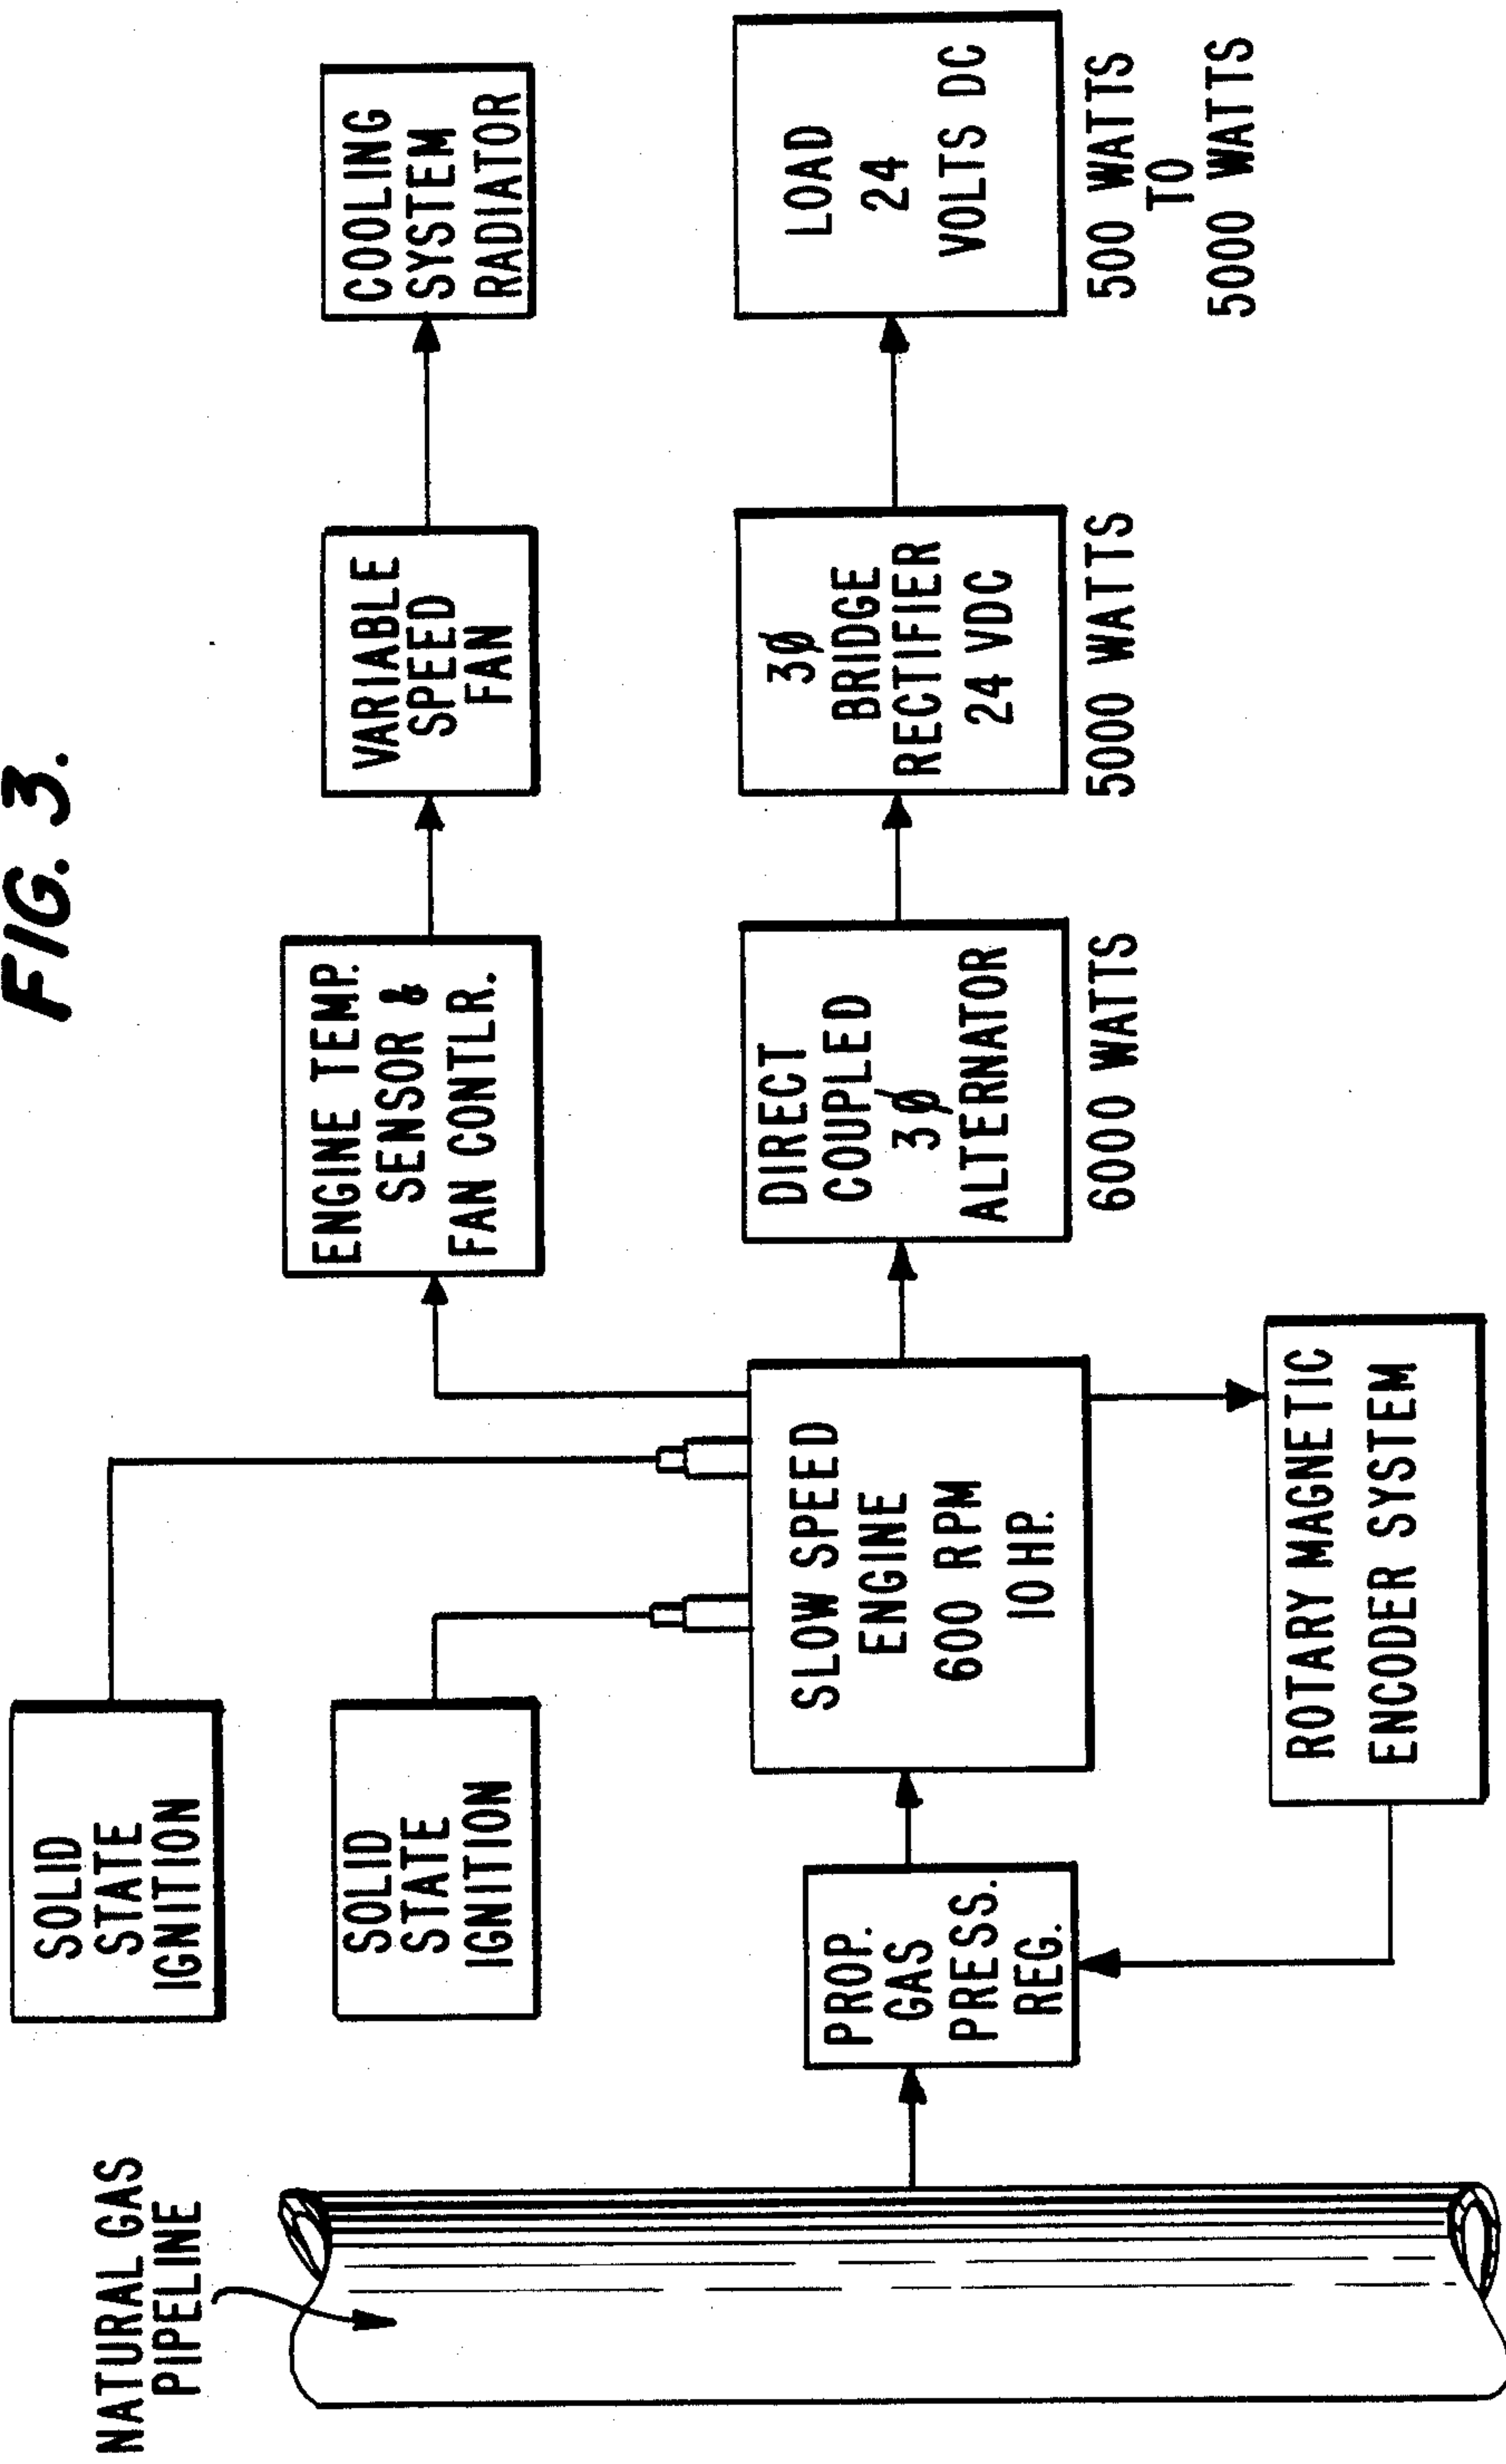 FIG. 3.
SOLID
STATE
IGNITION
SOLID
STATE
IGNITION
NATURAL GAS
PIPELINE
ENGINE TEMP.
SENSOR &
FAN CONTLR.
VARIABLE
SPEED
FAN
COOLING
SYSTEM
RADIATOR
PROP.
GAS
PRESS.
REG.
SLOW SPEED
ENGINE
600 RPM
10 HP.
DIRECT
COUPLED
3Ø
ALTERNATOR
6000 WATTS
3Ø
BRIDGE
RECTIFIER
24 VDC
5000 WATTS
LOAD
24
VOLTS DC
500 WATTS
TO
5000 WATTS
ROTARY MAGNETIC
ENCODER SYSTEM